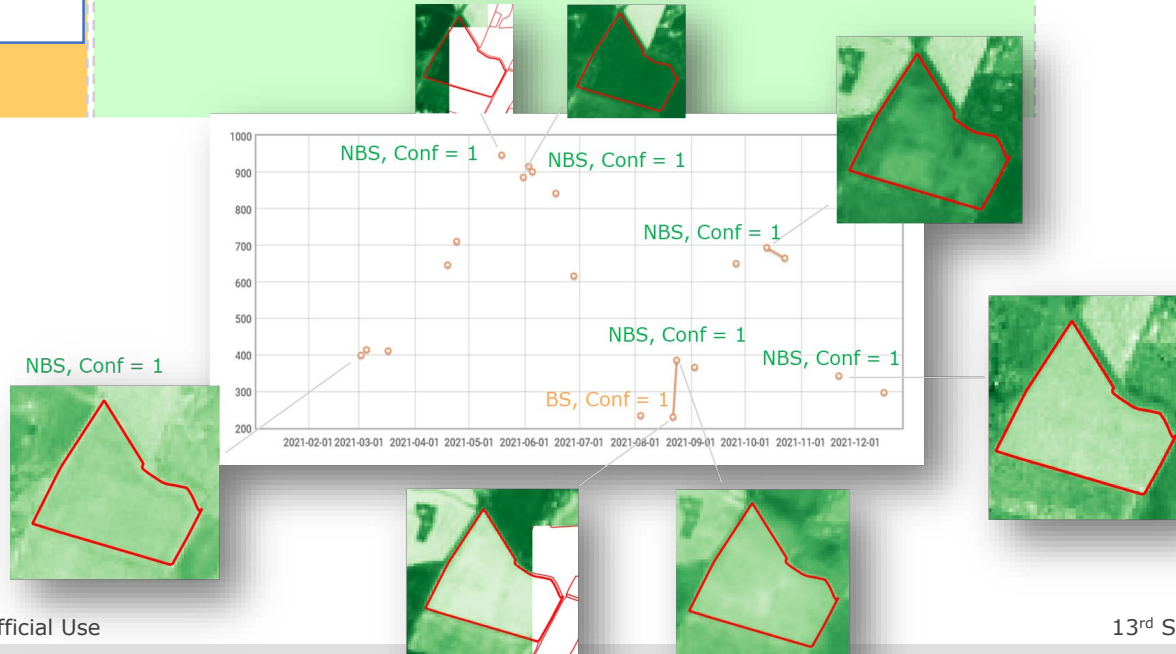 1000
900
800
700
600
500
400
300
200
NBS, Conf = 1
NBS, Conf = 1
NBS, Conf = 1
NBS, Conf = 1
NBS, Conf = 1
NBS, Conf = 1
BS, Conf = 1
2021-02-01 2021-03-01 2021-04-01 2021-05-01 2021-06-01 2021-07-01 2021-08-01 2021-09-01 2021-10-01 2021-11-01 2021-12-01
fficial Use
13rd S